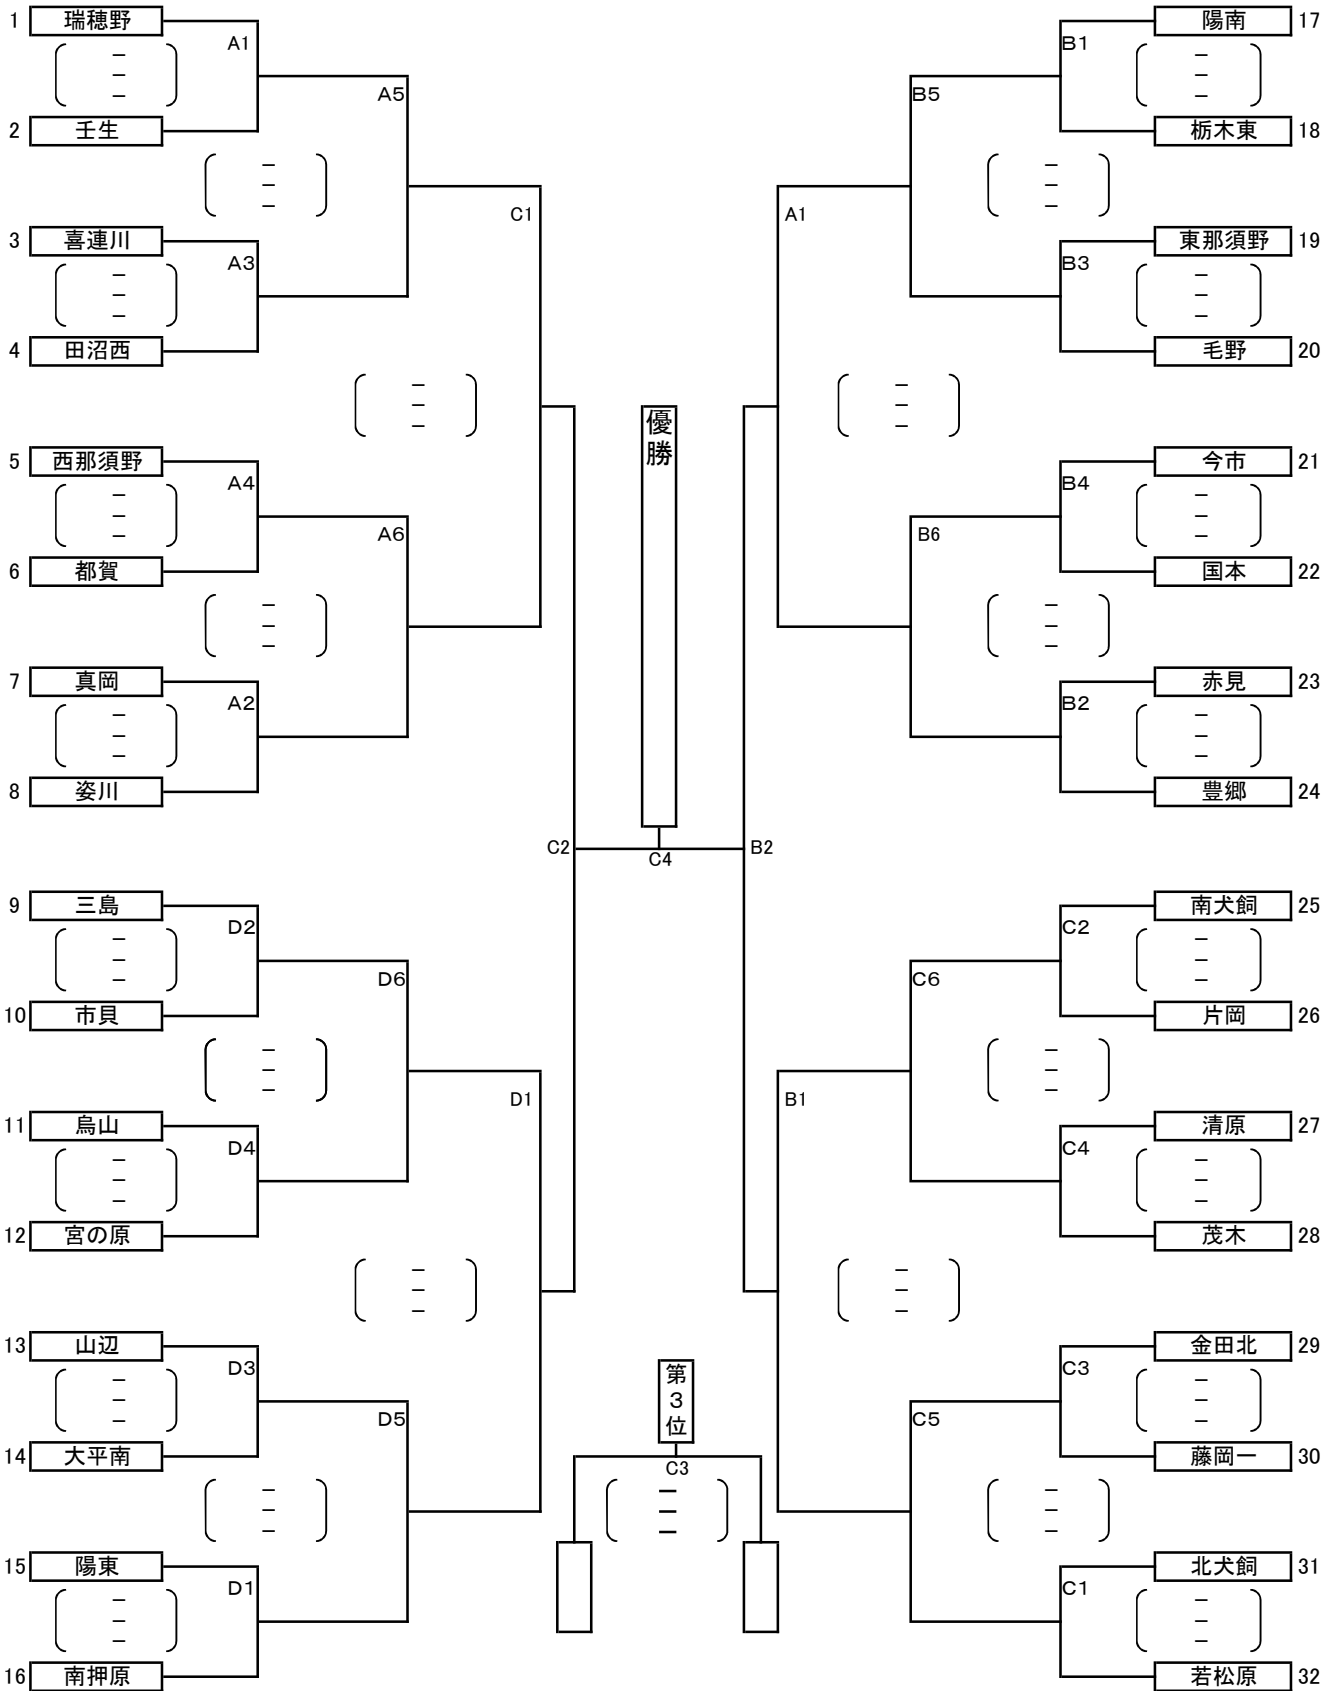 1 瑞穂野
A1
2 壬生
A5
3 喜連川
A3
4 田沼西
C1
5 西那須野
A4
6 都賀
A6
7 真岡
A2
8 姿川
C2
9 三島
D2
10 市貝
D6
11 烏山
D4
12 宮の原
D1
13 山辺
D3
14 大平南
D5
15 陽東
D1
16 南押原
優勝
C4
第3位
C3
陽南 17
B1
栃木東 18
B5
東那須野 19
B3
毛野 20
A1
今市 21
B4
国本 22
B6
赤見 23
B2
豊郷 24
B2
南犬飼 25
C2
片岡 26
C6
清原 27
C4
茂木 28
B1
金田北 29
C3
藤岡一 30
C5
北犬飼 31
C1
若松原 32